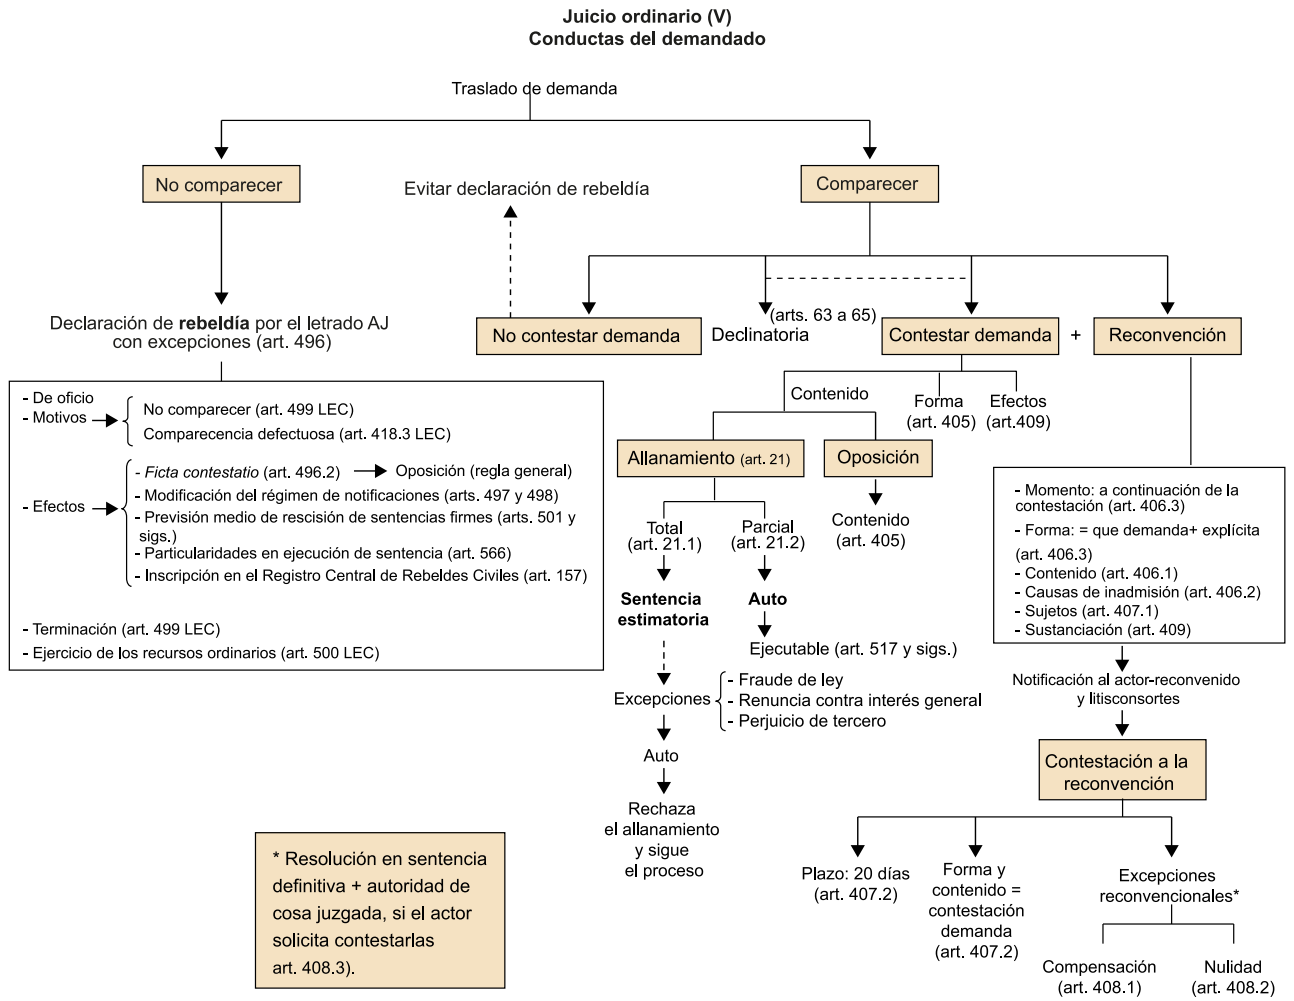 Juicio ordinario (V)
Conductas del demandado
Traslado de demanda
No comparecer
Evitar declaración de rebeldía
Comparecer
Declaración de rebeldía por el letrado AJ
con excepciones (art. 496)
No contestar demanda
(arts. 63 a 65)
Declinatoria
Contestar demanda
+
Reconvención
- De oficio
- Motivos
No comparecer (art. 499 LEC)
Comparecencia defectuosa (art. 418.3 LEC)
- Efectos
- Ficta contestatio (art. 496.2)
Oposición (regla general)
- Modificación del régimen de notificaciones (arts. 497 y 498)
- Previsión medio de rescisión de sentencias firmes (arts. 501 y
sigs.)
- Particularidades en ejecución de sentencia (art. 566)
- Inscripción en el Registro Central de Rebeldes Civiles (art. 157)
- Terminación (art. 499 LEC)
- Ejercicio de los recursos ordinarios (art. 500 LEC)
Contenido
Forma
(art. 405)
Efectos
(art.409)
Allanamiento (art. 21)
Oposición
Total
(art. 21.1)
Parcial
(art. 21.2)
Contenido
(art. 405)
Sentencia
estimatoria
Auto
Ejecutable (art. 517 y sigs.)
Excepciones
- Fraude de ley
- Renuncia contra interés general
- Perjuicio de tercero
Auto
Rechaza
el allanamiento
y sigue
el proceso
- Momento: a continuación de la
contestación (art. 406.3)
- Forma: = que demanda+ explícita
(art. 406.3)
- Contenido (art. 406.1)
- Causas de inadmisión (art. 406.2)
- Sujetos (art. 407.1)
- Sustanciación (art. 409)
Notificación al actor-reconvenido
y litisconsortes
Contestación a la
reconvención
Plazo: 20 días
(art. 407.2)
Forma y
contenido =
contestación
demanda
(art. 407.2)
Excepciones
reconvencionales*
Compensación
(art. 408.1)
Nulidad
(art. 408.2)
* Resolución en sentencia
definitiva + autoridad de
cosa juzgada, si el actor
solicita contestarlas
art. 408.3).